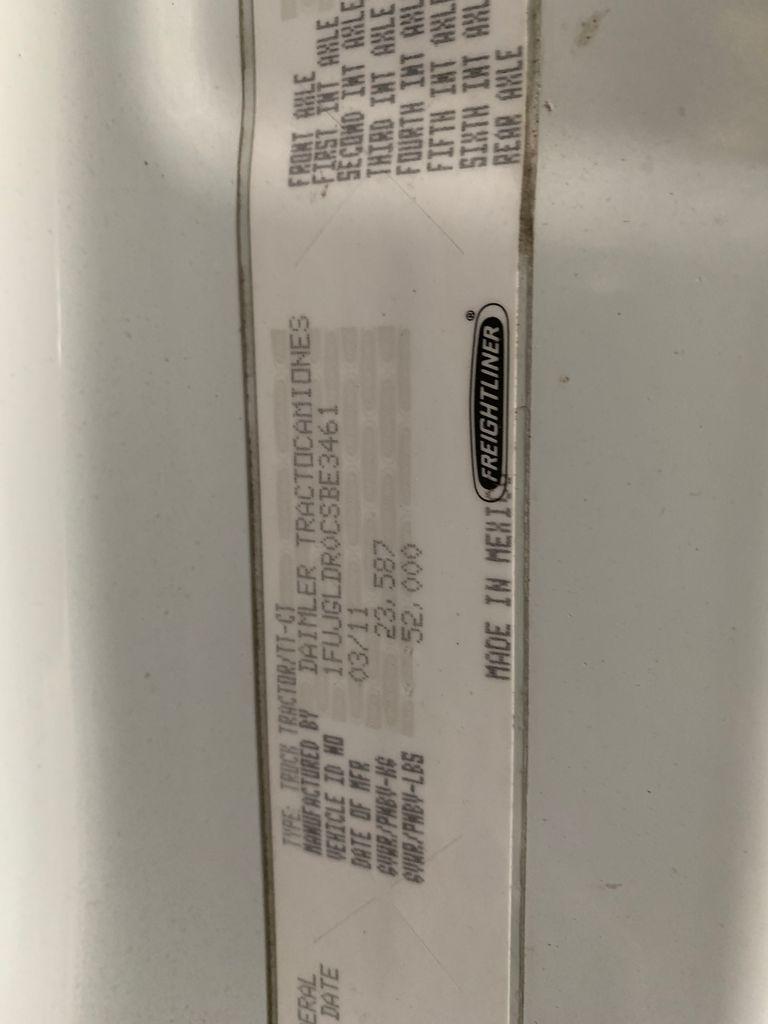 ERAL
DATE
TYPE: TRUCK TRACTOR/TT-CT
MANUFACTURED BY DAIMLER TRACTOCAMIONES
VEHICLE ID NO 1FUJGLDR0CSBE3461
DATE OF MFR 03/11
GVWR/PNBV-KG 23,587
GVWR/PNBV-LBS 52,000
MADE IN MEXICO
FREIGHTLINER®
FRONT AXLE
FIRST INT AXLE
SECOND INT AXLE
THIRD INT AXLE
FOURTH INT AXLE
FIFTH INT AXLE
SIXTH INT AXLE
REAR AXLE